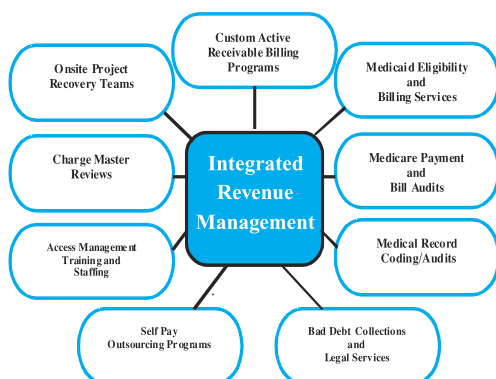 Custom Active
Receivable Billing
Programs
Onsite Project
Recovery Teams
Medicaid Eligibility
and
Billing Services
Charge Master
Reviews
Integrated
Revenue
Management
Medicare Payment
and
Bill Audits
Access Management
Training and
Staffing
Medical Record
Coding/Audits
Self Pay
Outsourcing Programs
Bad Debt Collections
and
Legal Services